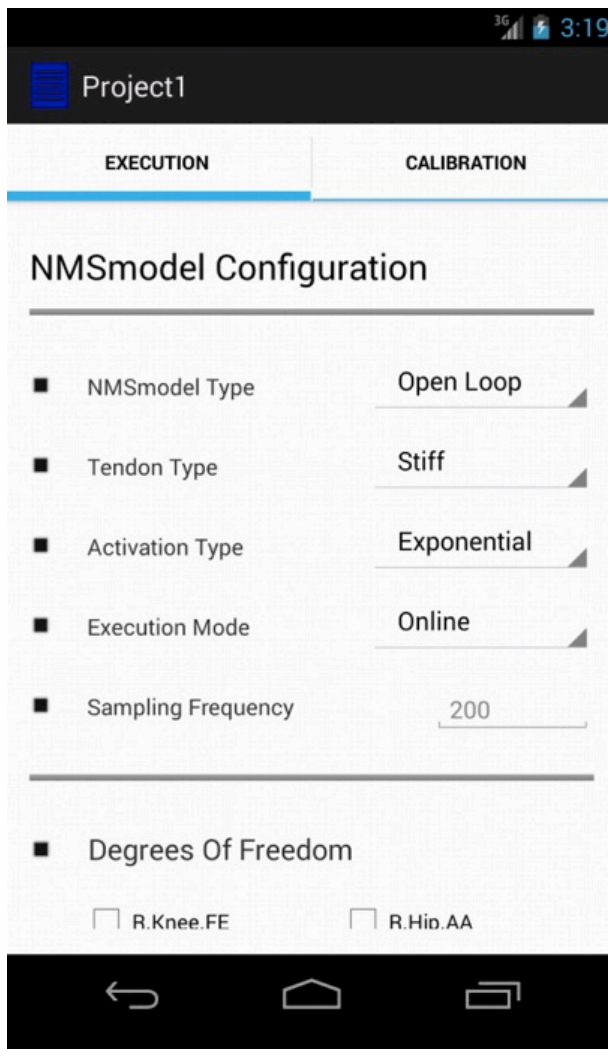 3G 3:19
Project1
EXECUTION CALIBRATION
NMSmodel Configuration
NMSmodel Type Open Loop
Tendon Type Stiff
Activation Type Exponential
Execution Mode Online
Sampling Frequency 200
Degrees Of Freedom
R.Knee.FE R.Hip.AA